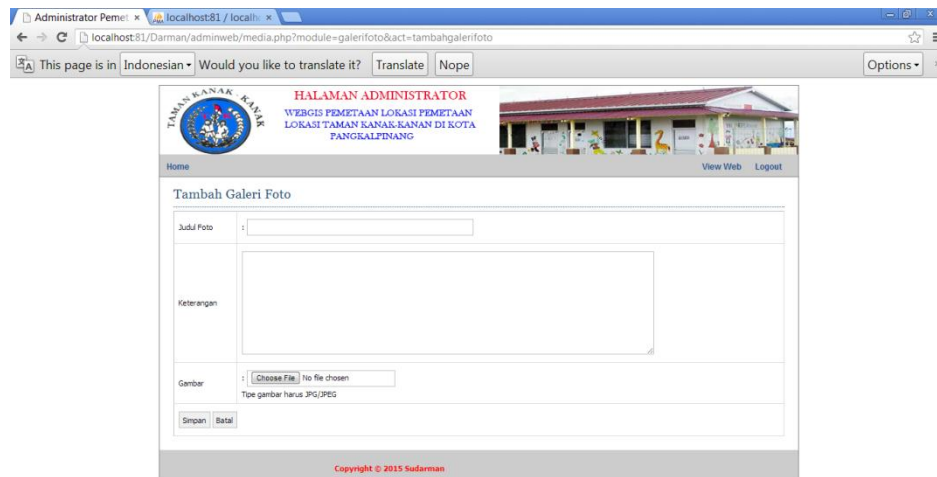 Administrator Pemet
localhost:81 / localh
localhost:81/Darman/adminweb/media.php?module=galerifoto&act=tambahgalerifoto
This page is in Indonesian Would you like to translate it? Translate Nope Options
TAMAN KANAK - KANAK
HALAMAN ADMINISTRATOR
WEBGIS PEMETAAN LOKASI PEMETAAN
LOKASI TAMAN KANAK-KANAN DI KOTA
PANGKALPINANG
Home View Web Logout
Tambah Galeri Foto
Judul Foto :
Keterangan
Gambar : Choose File No file chosen
Tipe gambar harus JPG/JPEG
Simpan Batal
Copyright © 2015 Sudarman